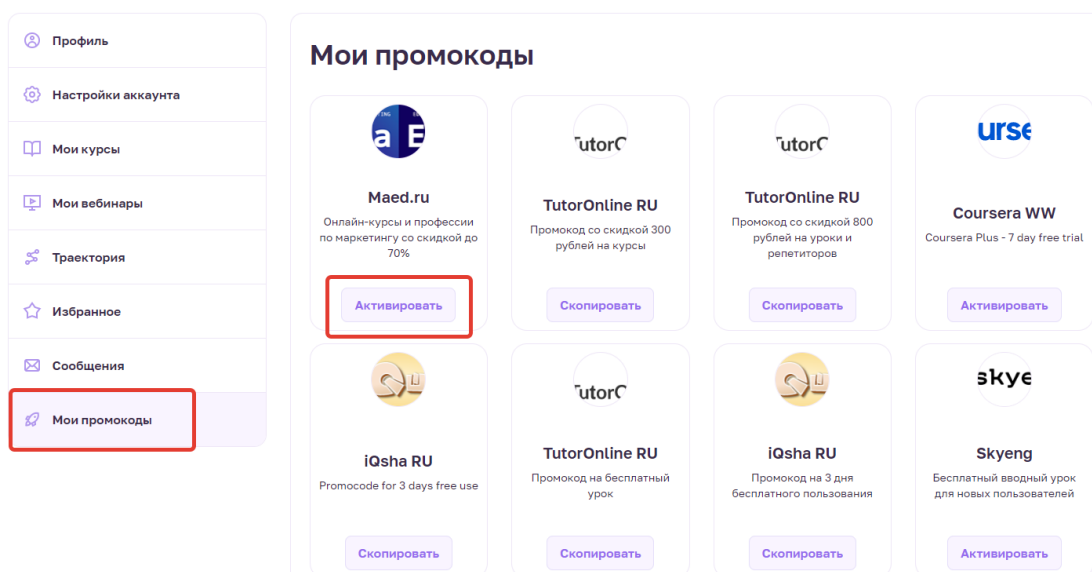 Профиль
Настройки аккаунта
Мои курсы
Мои вебинары
Траектория
Избранное
Сообщения
Мои промокоды
Мои промокоды
aE
Maed.ru
Онлайн-курсы и профессии
по маркетингу со скидкой до
70%
Активировать
TutorOnline RU
Промокод со скидкой 300
рублей на курсы
Скопировать
TutorOnline RU
Промокод со скидкой 800
рублей на уроки и
репетиторов
Скопировать
urse
Coursera WW
Coursera Plus - 7 day free trial
Активировать
iQsha RU
Promocode for 3 days free use
Скопировать
TutorOnline RU
Промокод на бесплатный
урок
Скопировать
iQsha RU
Промокод на 3 дня
бесплатного пользования
Скопировать
skye
Skyeng
Бесплатный вводный урок
для новых пользователей
Активировать